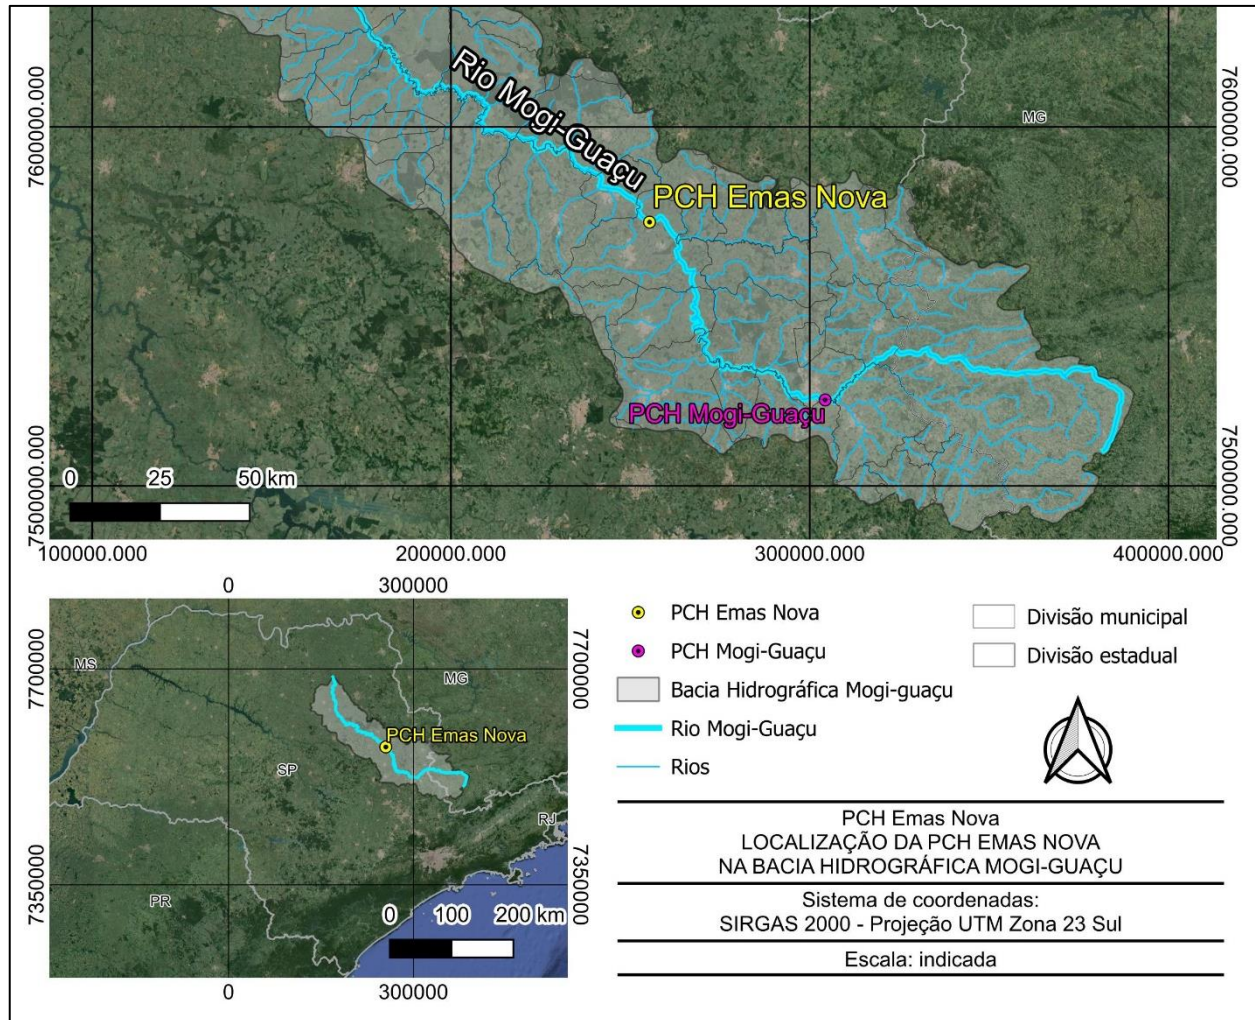 7600000.000
7600000.000
MG
Rio Mogi-Guaçu
PCH Emas Nova
PCH Mogi-Guaçu
7500000.000
7500000.000
0 25 50 km
100000.000 200000.000 300000.000 400000.000
0 300000
7700000
7700000
MS
MG
PCH Emas Nova
SP
RJ
PR
7350000
7350000
0 100 200 km
0 300000
PCH Emas Nova
PCH Mogi-Guaçu
Bacia Hidrográfica Mogi-guaçu
Rio Mogi-Guaçu
Rios
Divisão municipal
Divisão estadual
PCH Emas Nova
LOCALIZAÇÃO DA PCH EMAS NOVA
NA BACIA HIDROGRÁFICA MOGI-GUAÇU
Sistema de coordenadas:
SIRGAS 2000 - Projeção UTM Zona 23 Sul
Escala: indicada